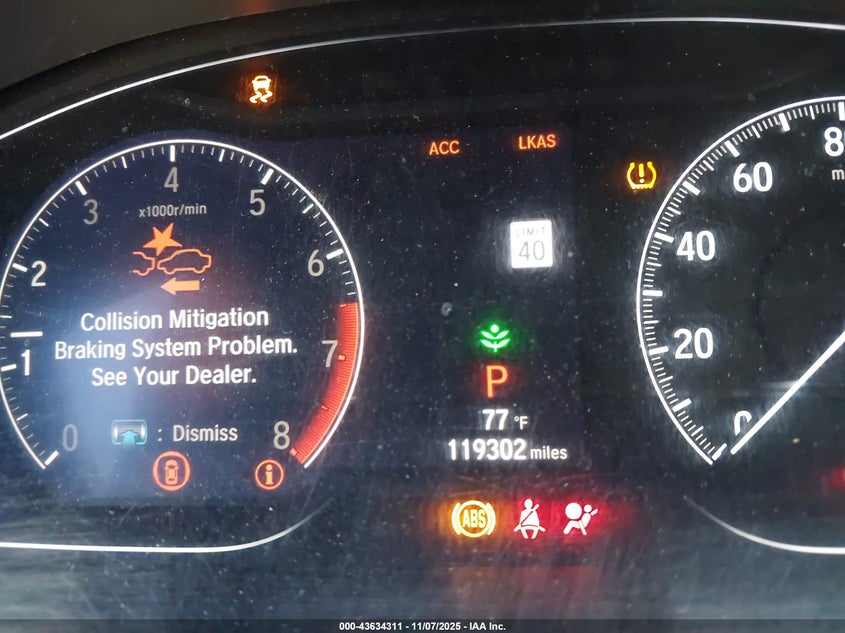 ACC
LKAS
4
3
5
x1000r/min
2
6
1
7
0
8
Collision Mitigation
Braking System Problem.
See Your Dealer.
: Dismiss
i
LIMIT
40
P
77 °F
119302 miles
ABS
!
80
60
40
20
0
000-43634311 - 11/07/2025 - IAA Inc.